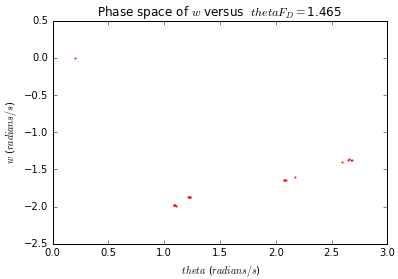 Phase space of w versus thetaF_D = 1.465
0.5
0.0
−0.5
−1.0
−1.5
−2.0
−2.5
w (radians/s)
0.0 0.5 1.0 1.5 2.0 2.5 3.0
theta (radians/s)